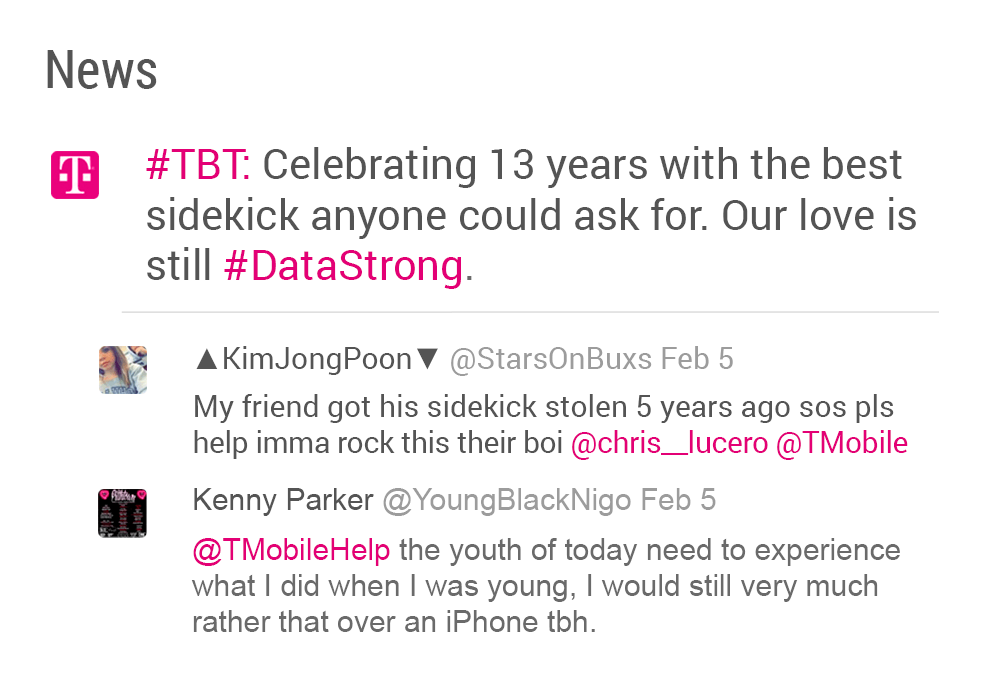 News
T
#TBT: Celebrating 13 years with the best
sidekick anyone could ask for. Our love is
still #DataStrong.
▲KimJongPoon▼ @StarsOnBuxs Feb 5
My friend got his sidekick stolen 5 years ago sos pls
help imma rock this their boi @chris__lucero @TMobile
Kenny Parker @YoungBlackNigo Feb 5
@TMobileHelp the youth of today need to experience
what I did when I was young, I would still very much
rather that over an iPhone tbh.